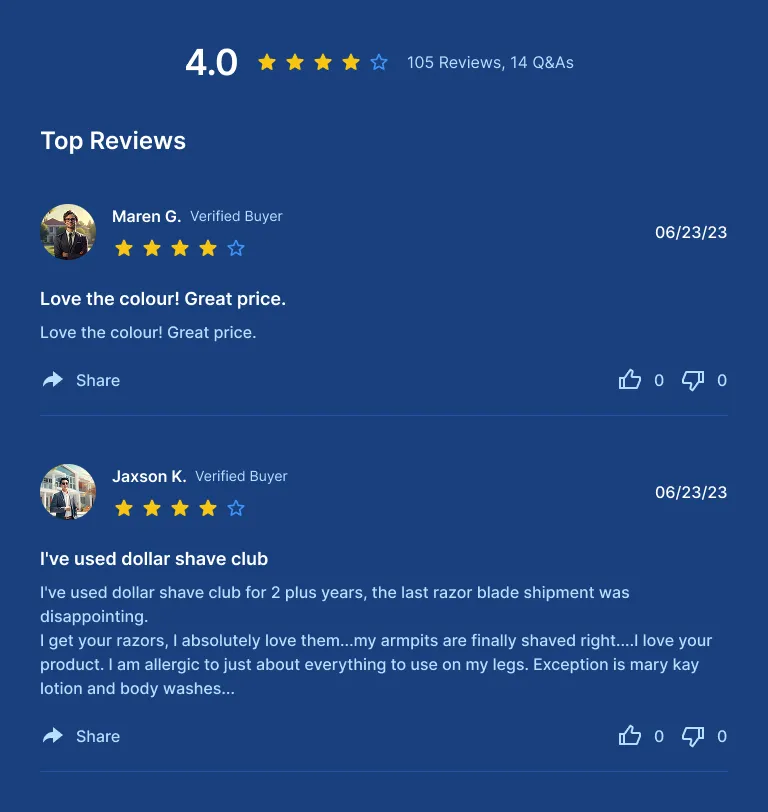 4.0 105 Reviews, 14 Q&As
Top Reviews
Maren G. Verified Buyer
06/23/23
Love the colour! Great price.
Love the colour! Great price.
Share 0 0
Jaxson K. Verified Buyer
06/23/23
I've used dollar shave club
I've used dollar shave club for 2 plus years, the last razor blade shipment was
disappointing.
I get your razors, I absolutely love them...my armpits are finally shaved right....I love your
product. I am allergic to just about everything to use on my legs. Exception is mary kay
lotion and body washes...
Share 0 0